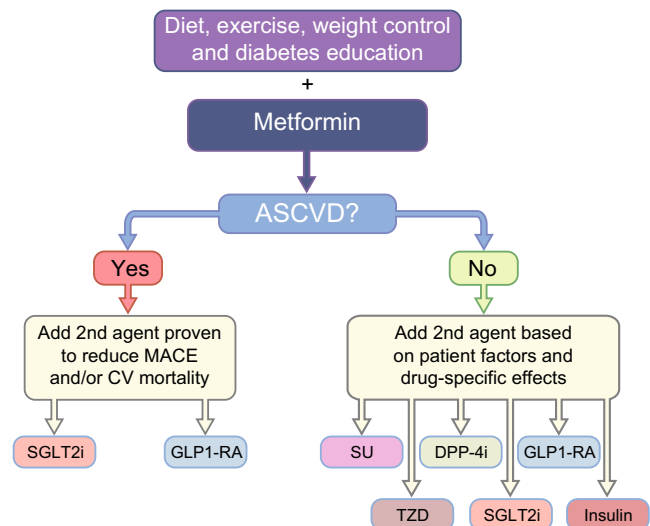 Diet, exercise, weight control
and diabetes education
+
Metformin
ASCVD?
Yes
No
Add 2nd agent proven
to reduce MACE
and/or CV mortality
Add 2nd agent based
on patient factors and
drug-specific effects
SGLT2i
GLP1-RA
SU
DPP-4i
GLP1-RA
TZD
SGLT2i
Insulin